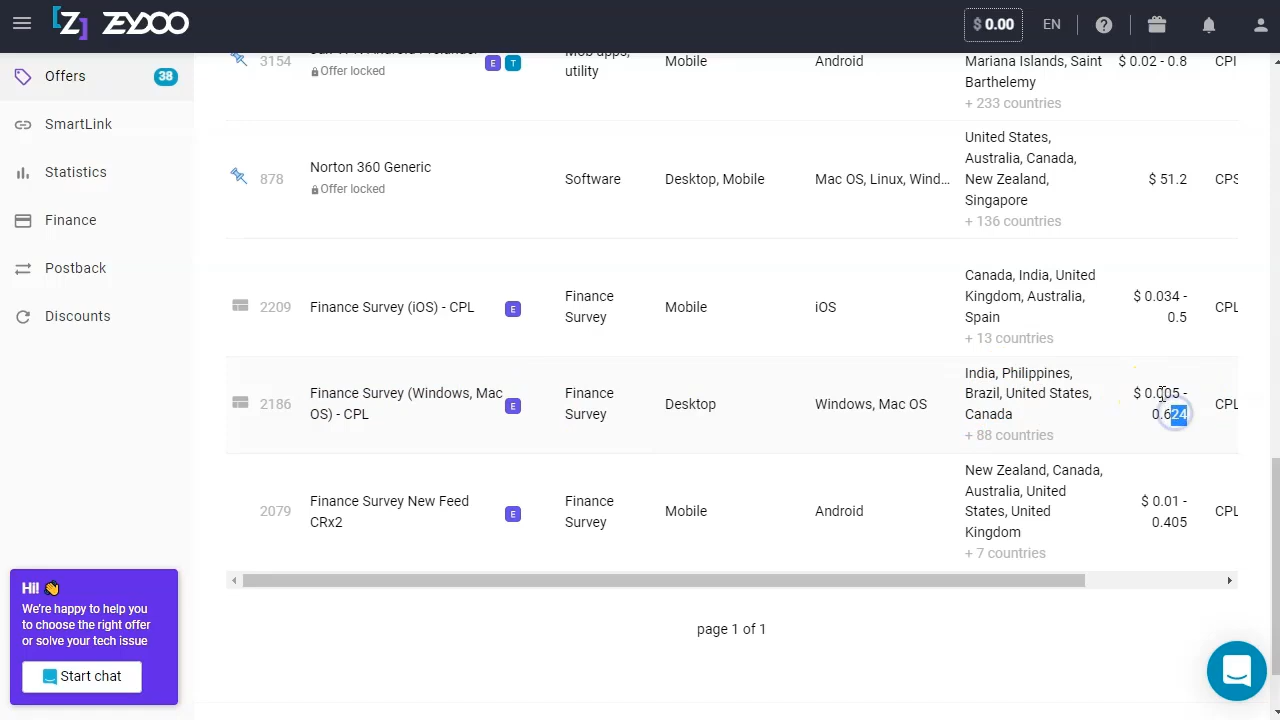 ZEYDOO
$ 0.00
EN
Offers
38
SmartLink
Statistics
Finance
Postback
Discounts
3154
Offer locked
E
T
Mob apps,
utility
Mobile
Android
Mariana Islands, Saint
Barthelemy
+ 233 countries
$ 0.02 - 0.8
CPI
878
Norton 360 Generic
Offer locked
Software
Desktop, Mobile
Mac OS, Linux, Wind...
United States,
Australia, Canada,
New Zealand,
Singapore
+ 136 countries
$ 51.2
CPS
2209
Finance Survey (iOS) - CPL
E
Finance
Survey
Mobile
iOS
Canada, India, United
Kingdom, Australia,
Spain
+ 13 countries
$ 0.034 -
0.5
CPL
2186
Finance Survey (Windows, Mac
OS) - CPL
E
Finance
Survey
Desktop
Windows, Mac OS
India, Philippines,
Brazil, United States,
Canada
+ 88 countries
$ 0.005 -
0.624
CPL
2079
Finance Survey New Feed
CRx2
E
Finance
Survey
Mobile
Android
New Zealand, Canada,
Australia, United
States, United
Kingdom
+ 7 countries
$ 0.01 -
0.405
CPL
page 1 of 1
Hi! 👋
We're happy to help you
to choose the right offer
or solve your tech issue
Start chat